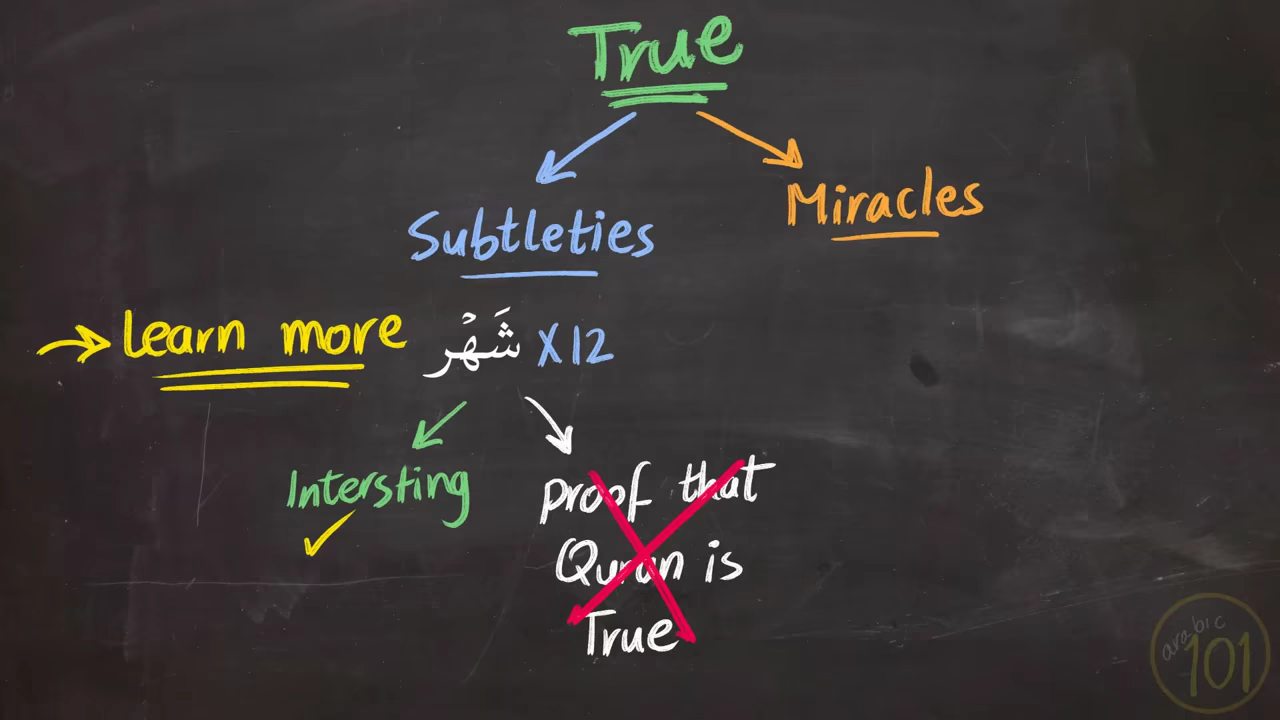 True
Subtleties
Miracles
Learn more
شَهْر X12
Intersting
Proof that
Quran is
True
arabic
101